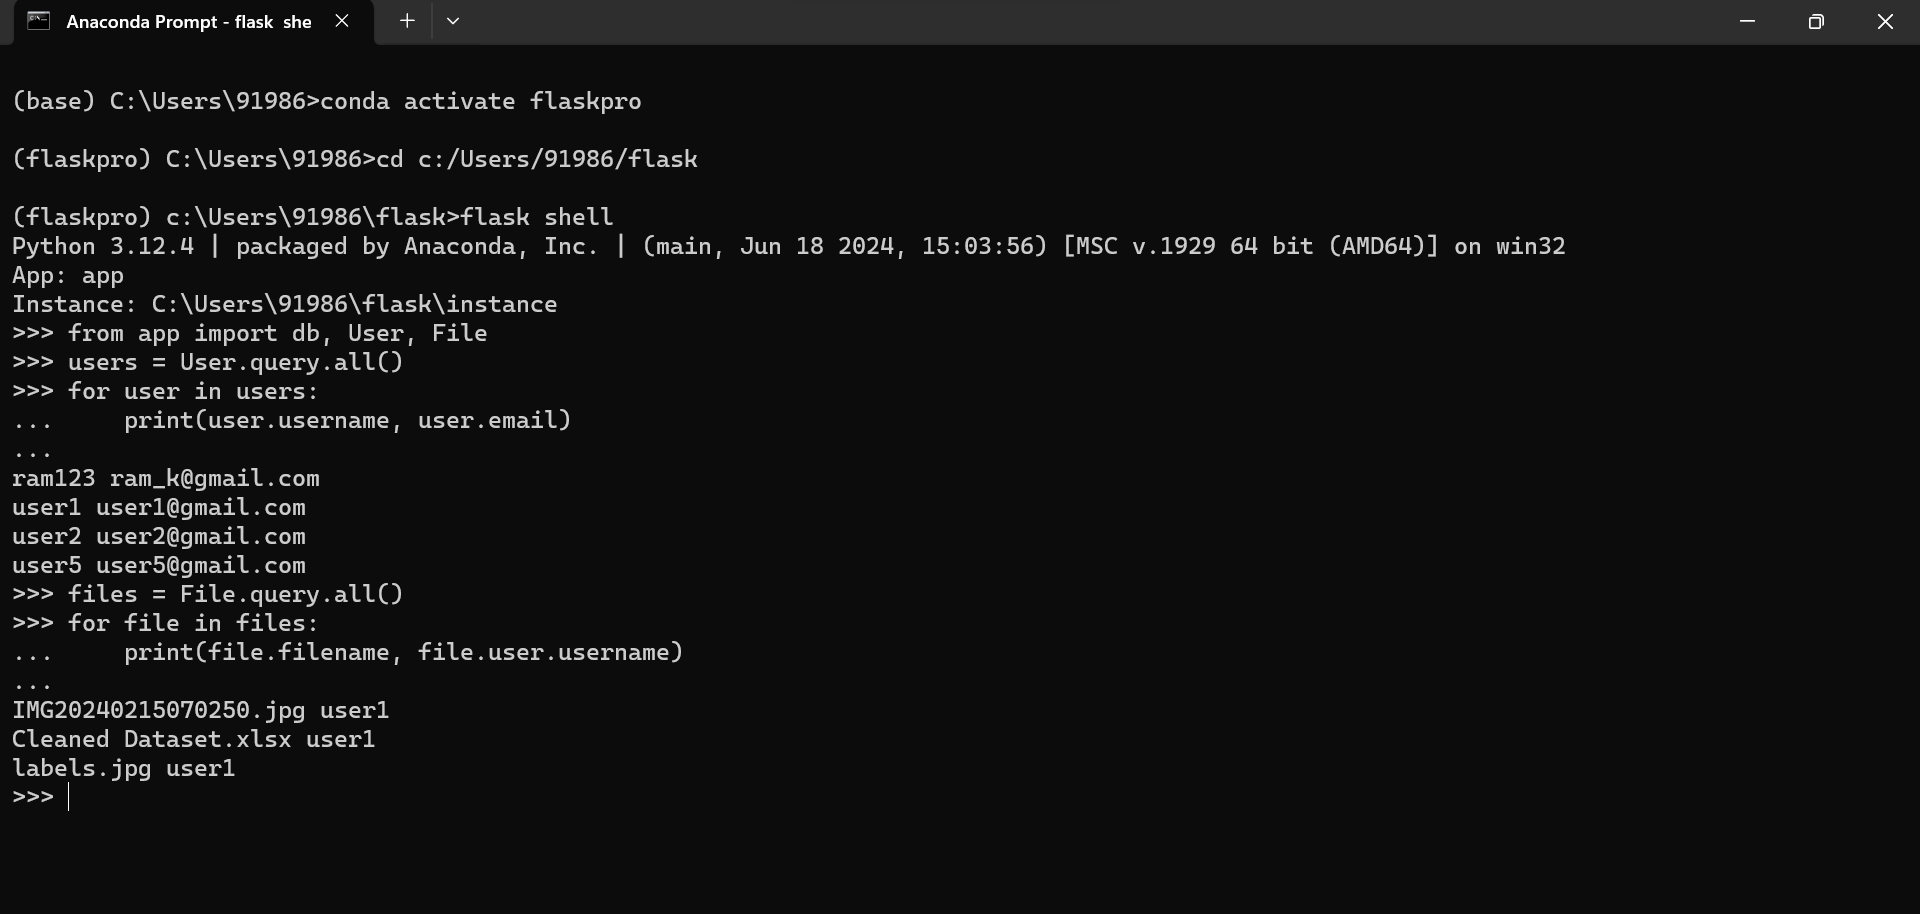 Anaconda Prompt - flask she
(base) C:\Users\91986>conda activate flaskpro
(flaskpro) C:\Users\91986>cd c:/Users/91986/flask
(flaskpro) c:\Users\91986\flask>flask shell
Python 3.12.4 | packaged by Anaconda, Inc. | (main, Jun 18 2024, 15:03:56) [MSC v.1929 64 bit (AMD64)] on win32
App: app
Instance: C:\Users\91986\flask\instance
>>> from app import db, User, File
>>> users = User.query.all()
>>> for user in users:
...     print(user.username, user.email)
...
ram123 ram_k@gmail.com
user1 user1@gmail.com
user2 user2@gmail.com
user5 user5@gmail.com
>>> files = File.query.all()
>>> for file in files:
...     print(file.filename, file.user.username)
...
IMG20240215070250.jpg user1
Cleaned Dataset.xlsx user1
labels.jpg user1
>>>